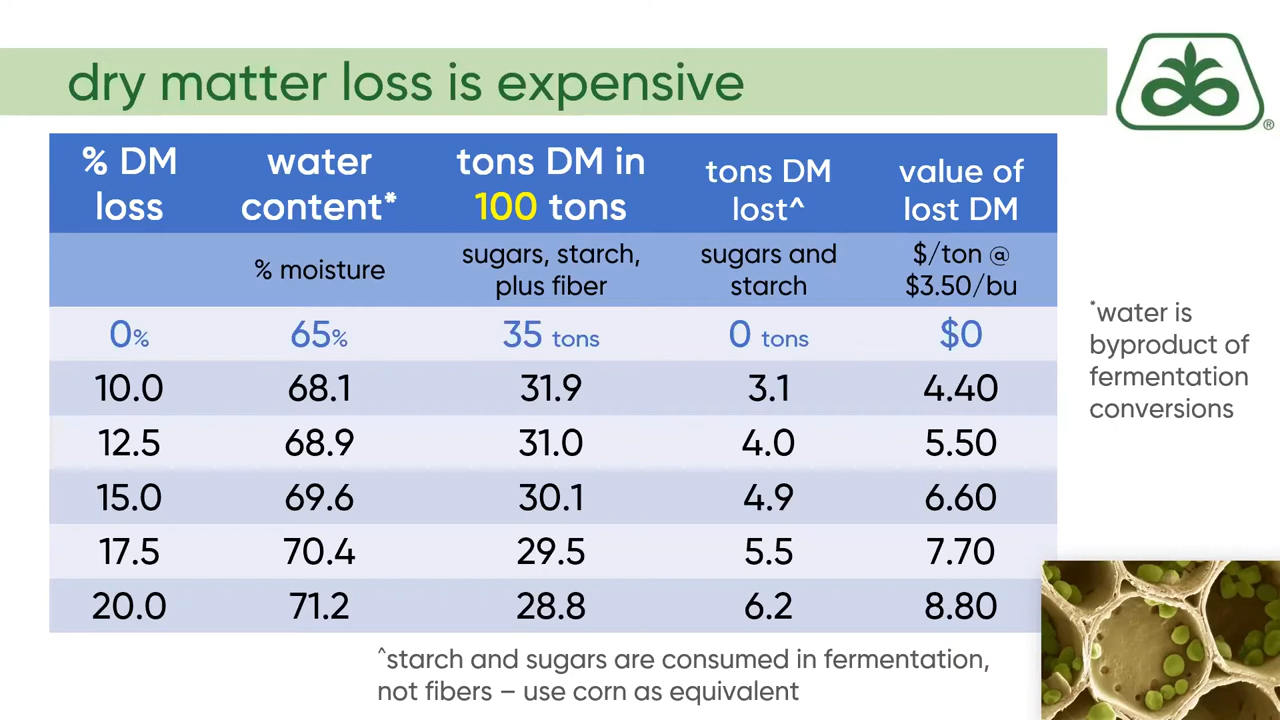 dry matter loss is expensive
®
% DM loss water content* tons DM in 100 tons tons DM lost^ value of lost DM
% moisture sugars, starch, plus fiber sugars and starch $/ton @ $3.50/bu
0% 65% 35 tons 0 tons $0
10.0 68.1 31.9 3.1 4.40
12.5 68.9 31.0 4.0 5.50
15.0 69.6 30.1 4.9 6.60
17.5 70.4 29.5 5.5 7.70
20.0 71.2 28.8 6.2 8.80
*water is
byproduct of
fermentation
conversions
^starch and sugars are consumed in fermentation,
not fibers – use corn as equivalent